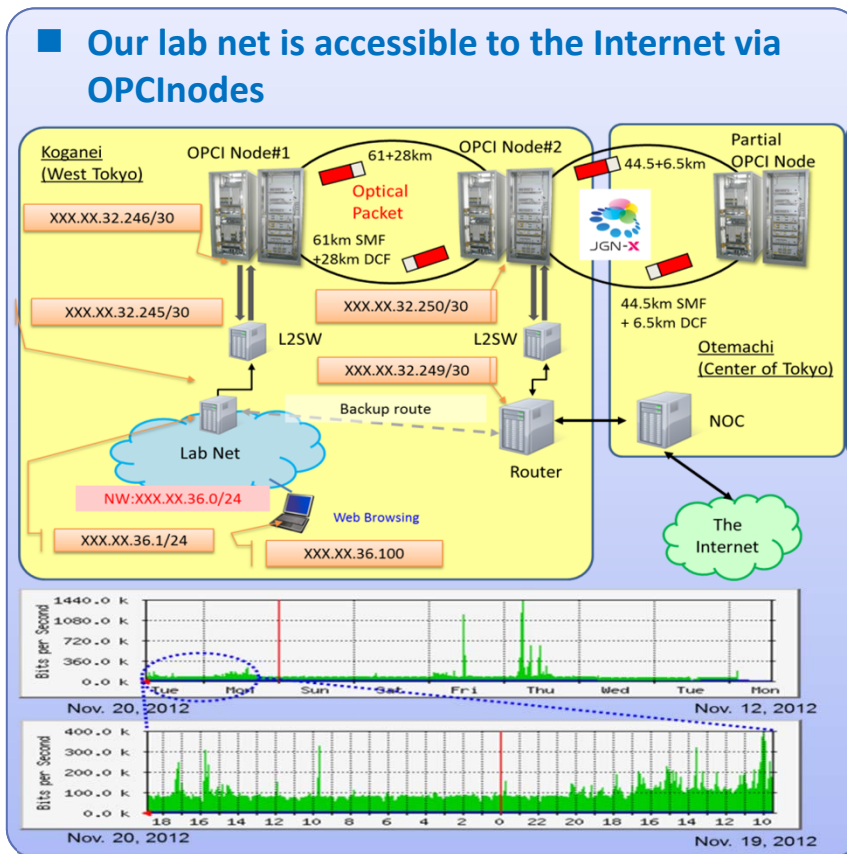 Our lab net is accessible to the Internet via
OPCInodes
Koganei
(West Tokyo)
OPCI Node#1
61+28km
OPCI Node#2
44.5+6.5km
Partial
OPCI Node
XXX.XX.32.246/30
Optical
Packet
JGN-X
61km SMF
+28km DCF
XXX.XX.32.245/30
XXX.XX.32.250/30
44.5km SMF
+ 6.5km DCF
L2SW
L2SW
XXX.XX.32.249/30
Otemachi
(Center of Tokyo)
Backup route
NOC
Lab Net
Router
NW:XXX.XX.36.0/24
Web Browsing
XXX.XX.36.1/24
XXX.XX.36.100
The
Internet
Bits per Second
1440.0 k
1080.0 k
720.0 k
360.0 k
0.0 k
Tue Mon Sun Sat Fri Thu Wed Tue Mon
Nov. 20, 2012
Nov. 12, 2012
Bits per Second
400.0 k
300.0 k
200.0 k
100.0 k
0.0 k
18 16 14 12 10 8 6 4 2 0 22 20 18 16 14 12 10
Nov. 20, 2012
Nov. 19, 2012